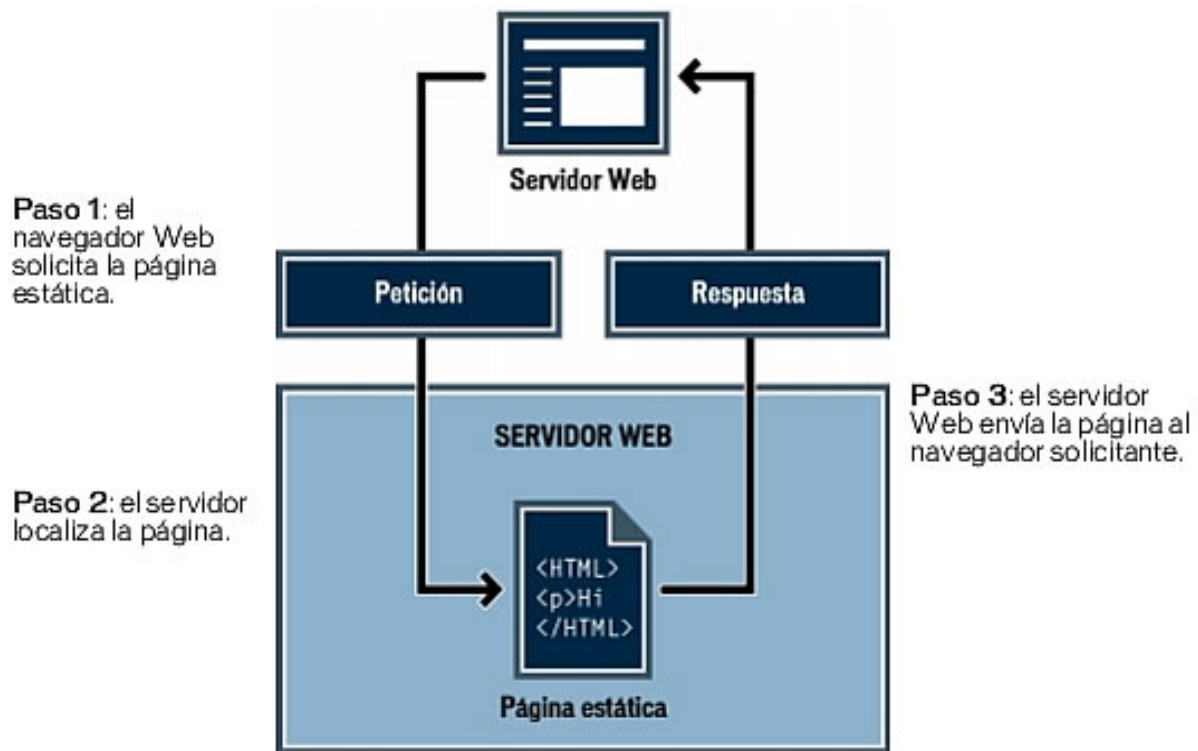 Servidor Web
Paso 1: el
navegador Web
solicita la página
estática.
Petición
Respuesta
Paso 3: el servidor
Web envía la página al
navegador solicitante.
SERVIDOR WEB
Paso 2: el servidor
localiza la página.
<HTML>
<p>Hi
</HTML>
Página estática